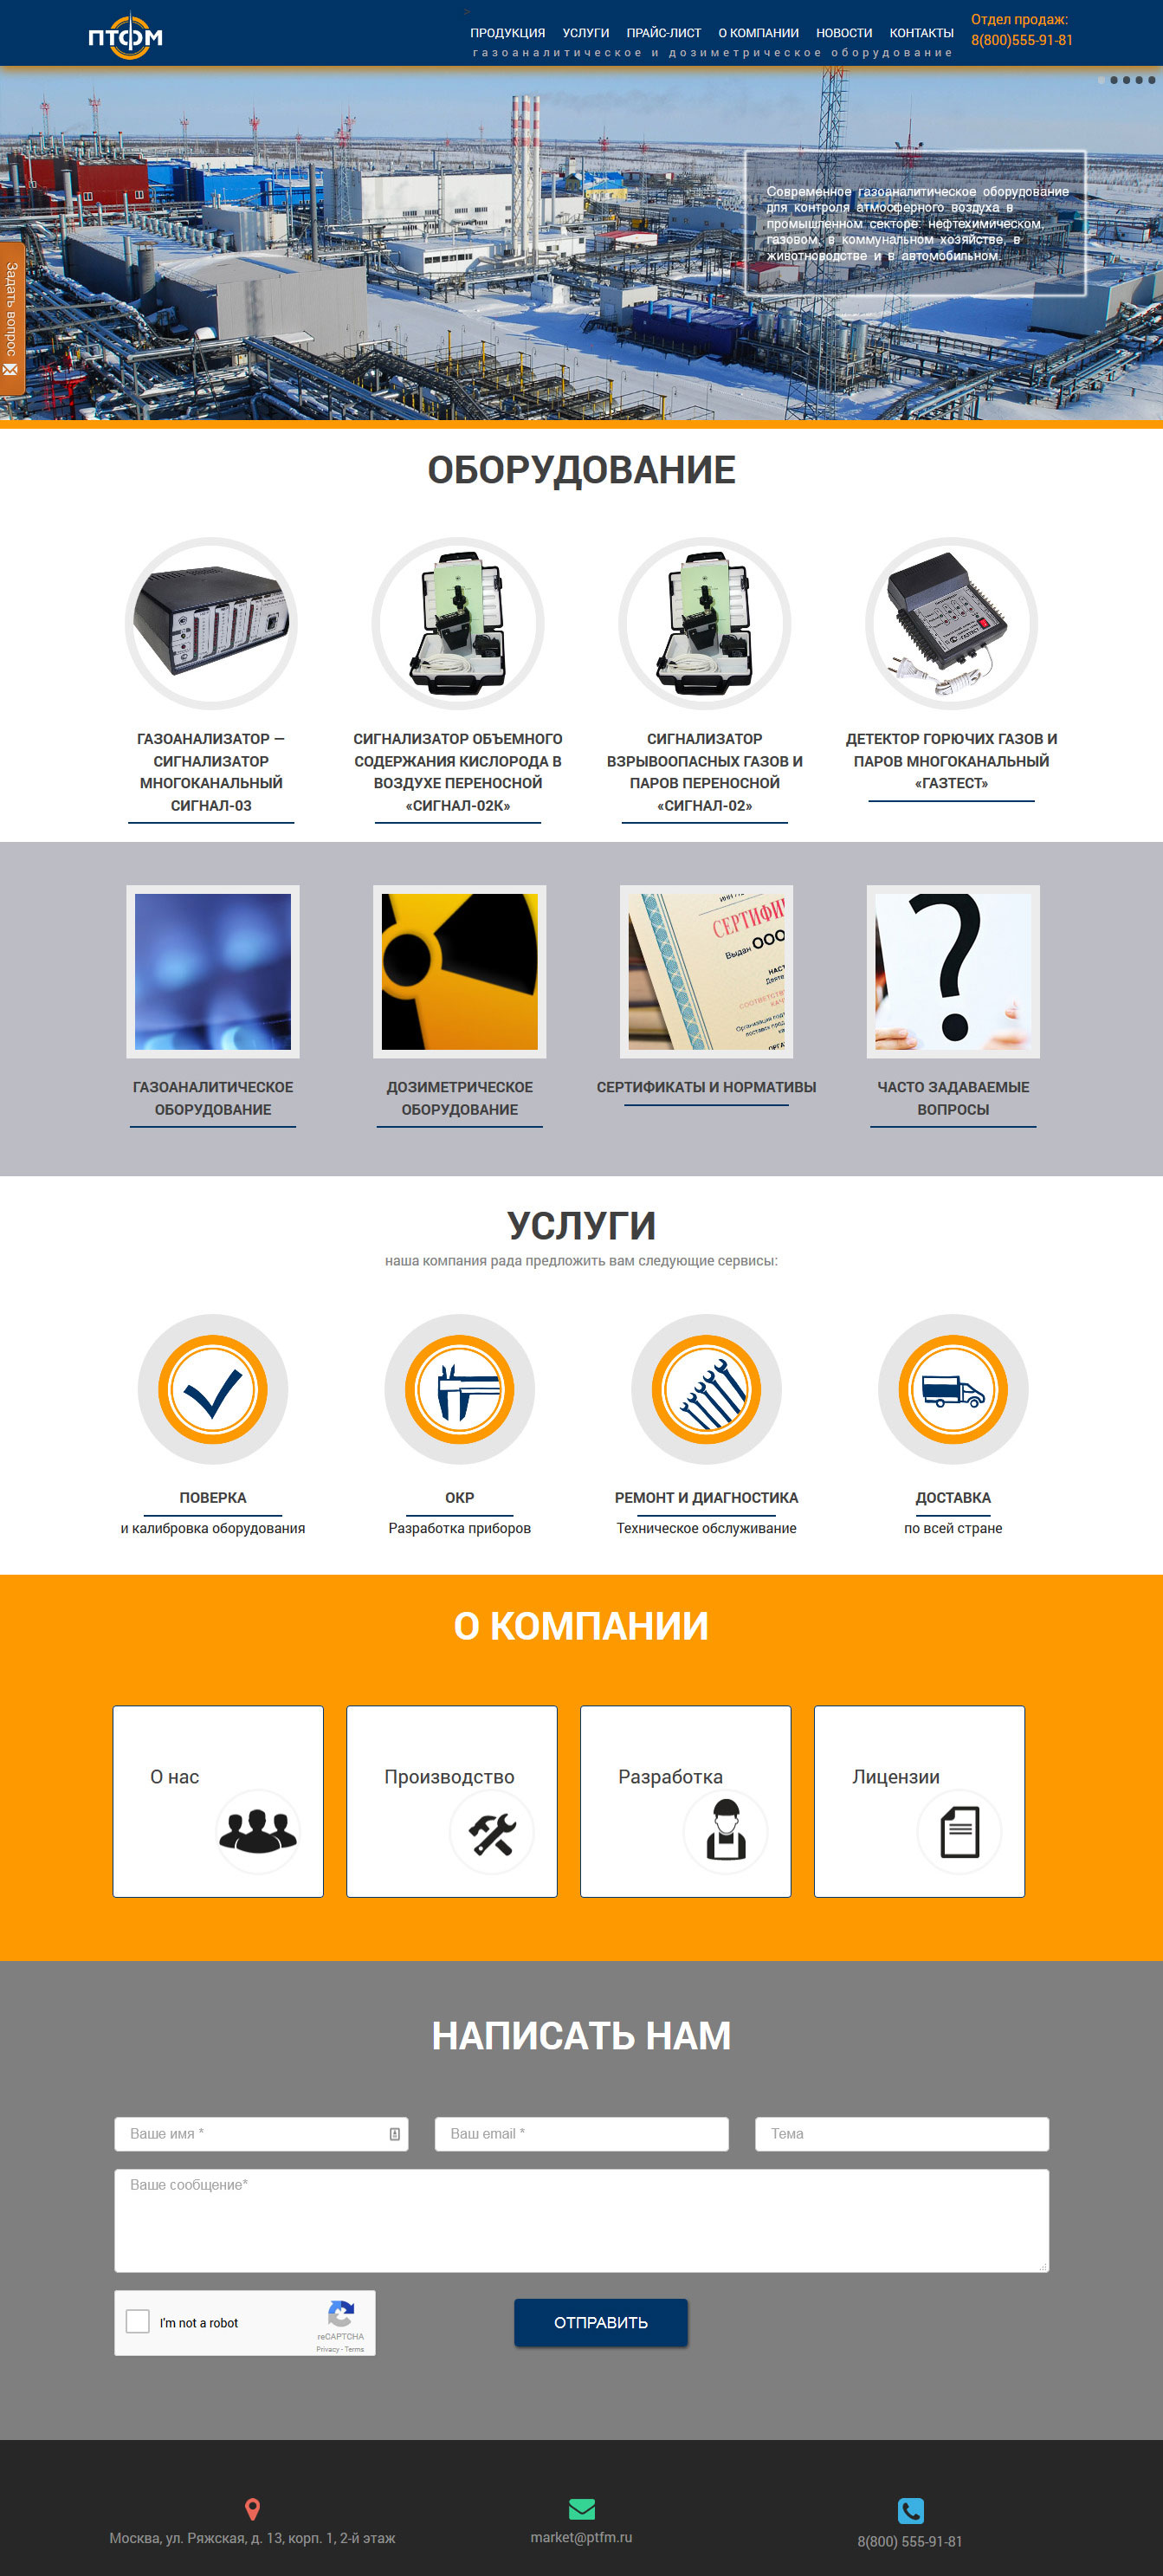 ПТФМ
>
ПРОДУКЦИЯ УСЛУГИ ПРАЙС-ЛИСТ О КОМПАНИИ НОВОСТИ КОНТАКТЫ
газоаналитическое и дозиметрическое оборудование
Отдел продаж:
8(800)555-91-81
Современное газоаналитическое оборудование
для контроля атмосферного воздуха в
промышленном секторе: нефтехимическом,
газовом, в коммунальном хозяйстве, в
животноводстве и в автомобильном.
Задать вопрос
ОБОРУДОВАНИЕ
ГАЗОАНАЛИЗАТОР —
СИГНАЛИЗАТОР
МНОГОКАНАЛЬНЫЙ
СИГНАЛ-03
СИГНАЛИЗАТОР ОБЪЕМНОГО
СОДЕРЖАНИЯ КИСЛОРОДА В
ВОЗДУХЕ ПЕРЕНОСНОЙ
«СИГНАЛ-02К»
СИГНАЛИЗАТОР
ВЗРЫВООПАСНЫХ ГАЗОВ И
ПАРОВ ПЕРЕНОСНОЙ
«СИГНАЛ-02»
ДЕТЕКТОР ГОРЮЧИХ ГАЗОВ И
ПАРОВ МНОГОКАНАЛЬНЫЙ
«ГАЗТЕСТ»
СЕРТИФИ
Выдан ООО
?
ГАЗОАНАЛИТИЧЕСКОЕ
ОБОРУДОВАНИЕ
ДОЗИМЕТРИЧЕСКОЕ
ОБОРУДОВАНИЕ
СЕРТИФИКАТЫ И НОРМАТИВЫ
ЧАСТО ЗАДАВАЕМЫЕ
ВОПРОСЫ
УСЛУГИ
наша компания рада предложить вам следующие сервисы:
ПОВЕРКА
и калибровка оборудования
ОКР
Разработка приборов
РЕМОНТ И ДИАГНОСТИКА
Техническое обслуживание
ДОСТАВКА
по всей стране
О КОМПАНИИ
О нас
Производство
Разработка
Лицензии
НАПИСАТЬ НАМ
Ваше имя *
Ваш email *
Тема
Ваше сообщение*
I'm not a robot
reCAPTCHA
Privacy - Terms
ОТПРАВИТЬ
Москва, ул. Ряжская, д. 13, корп. 1, 2-й этаж
market@ptfm.ru
8(800) 555-91-81